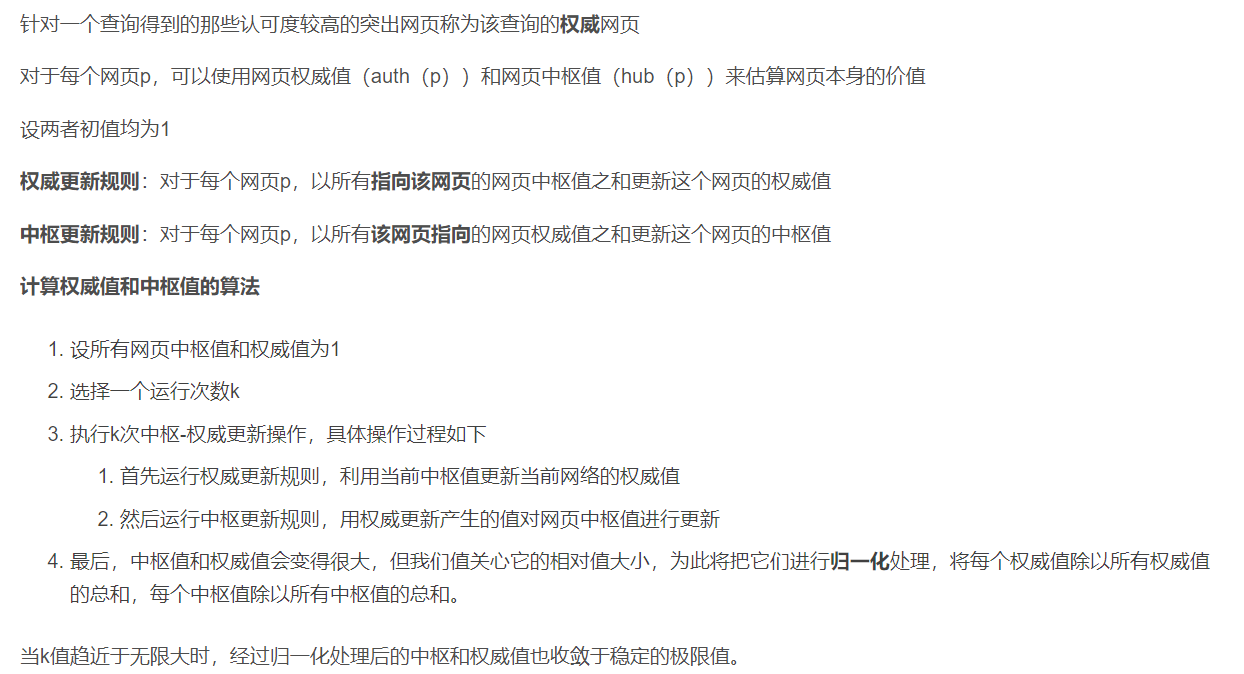 针对一个查询得到的那些认可度较高的突出网页称为该查询的权威网页
对于每个网页p，可以使用网页权威值（auth（p））和网页中枢值（hub（p））来估算网页本身的价值
设两者初值均为1
权威更新规则：对于每个网页p，以所有指向该网页的网页中枢值之和更新这个网页的权威值
中枢更新规则：对于每个网页p，以所有该网页指向的网页权威值之和更新这个网页的中枢值
计算权威值和中枢值的算法
1. 设所有网页中枢值和权威值为1
2. 选择一个运行次数k
3. 执行k次中枢-权威更新操作，具体操作过程如下
1. 首先运行权威更新规则，利用当前中枢值更新当前网络的权威值
2. 然后运行中枢更新规则，用权威更新产生的值对网页中枢值进行更新
4. 最后，中枢值和权威值会变得很大，但我们值关心它的相对值大小，为此将把它们进行归一化处理，将每个权威值除以所有权威值
的总和，每个中枢值除以所有中枢值的总和。
当k值趋近于无限大时，经过归一化处理后的中枢和权威值也收敛于稳定的极限值。